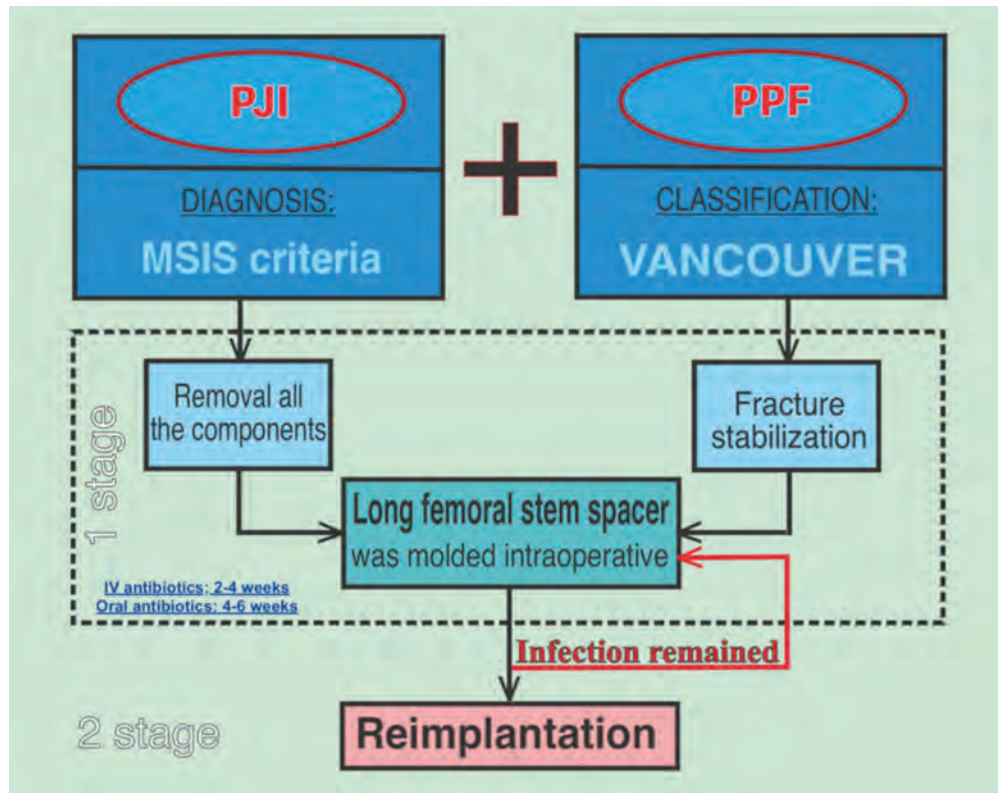 PJI
PPF
+
DIAGNOSIS:
MSIS criteria
CLASSIFICATION:
VANCOUVER
1 stage
Removal all
the components
Fracture
stabilization
Long femoral stem spacer
was molded intraoperative
IV antibiotics: 2-4 weeks
Oral antibiotics: 4-6 weeks
Infection remained
2 stage
Reimplantation